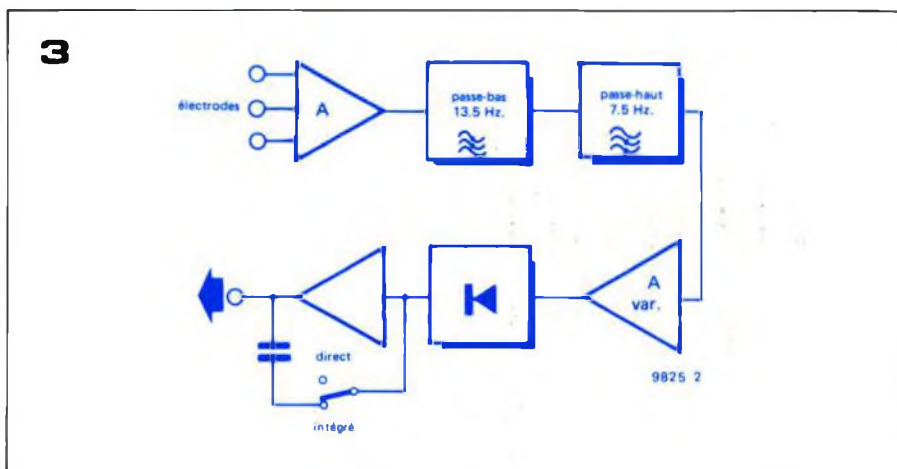 3
électrodes
A
passe-bas
13.5 Hz.
passe-haut
7.5 Hz.
A
var.
direct
intégré
9825 2